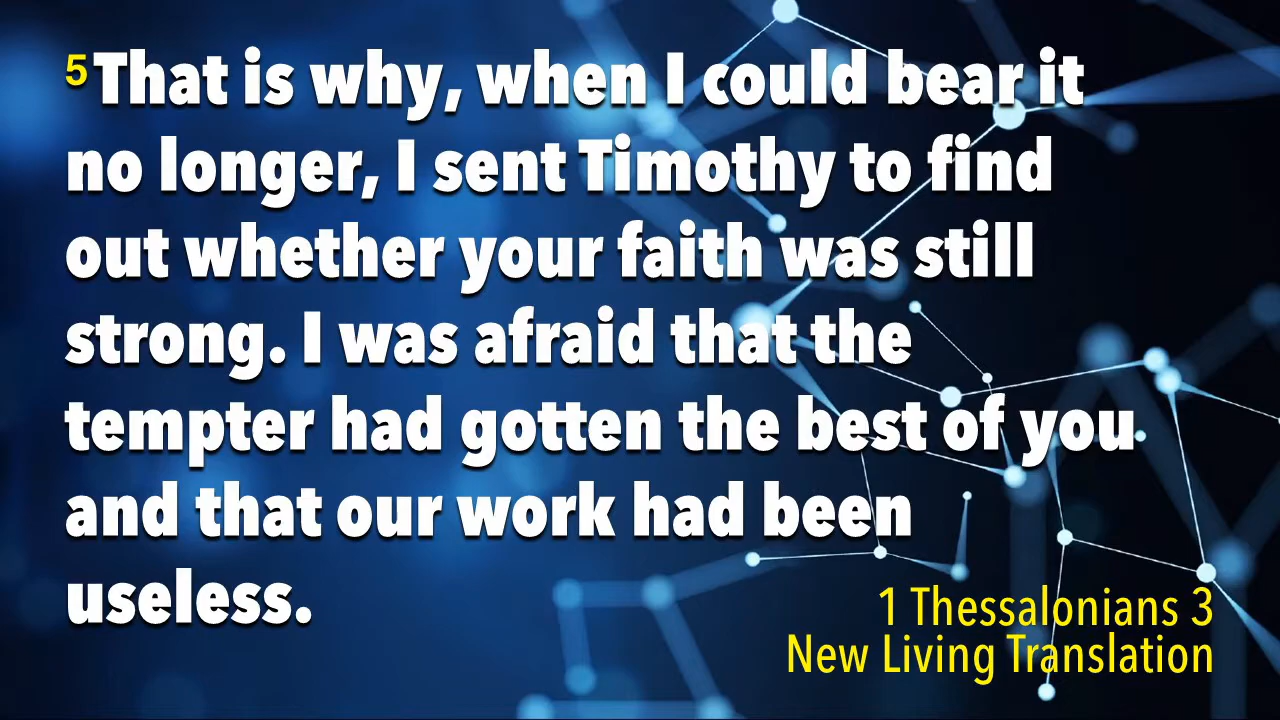 5That is why, when I could bear it
no longer, I sent Timothy to find
out whether your faith was still
strong. I was afraid that the
tempter had gotten the best of you
and that our work had been
useless.
1 Thessalonians 3
New Living Translation